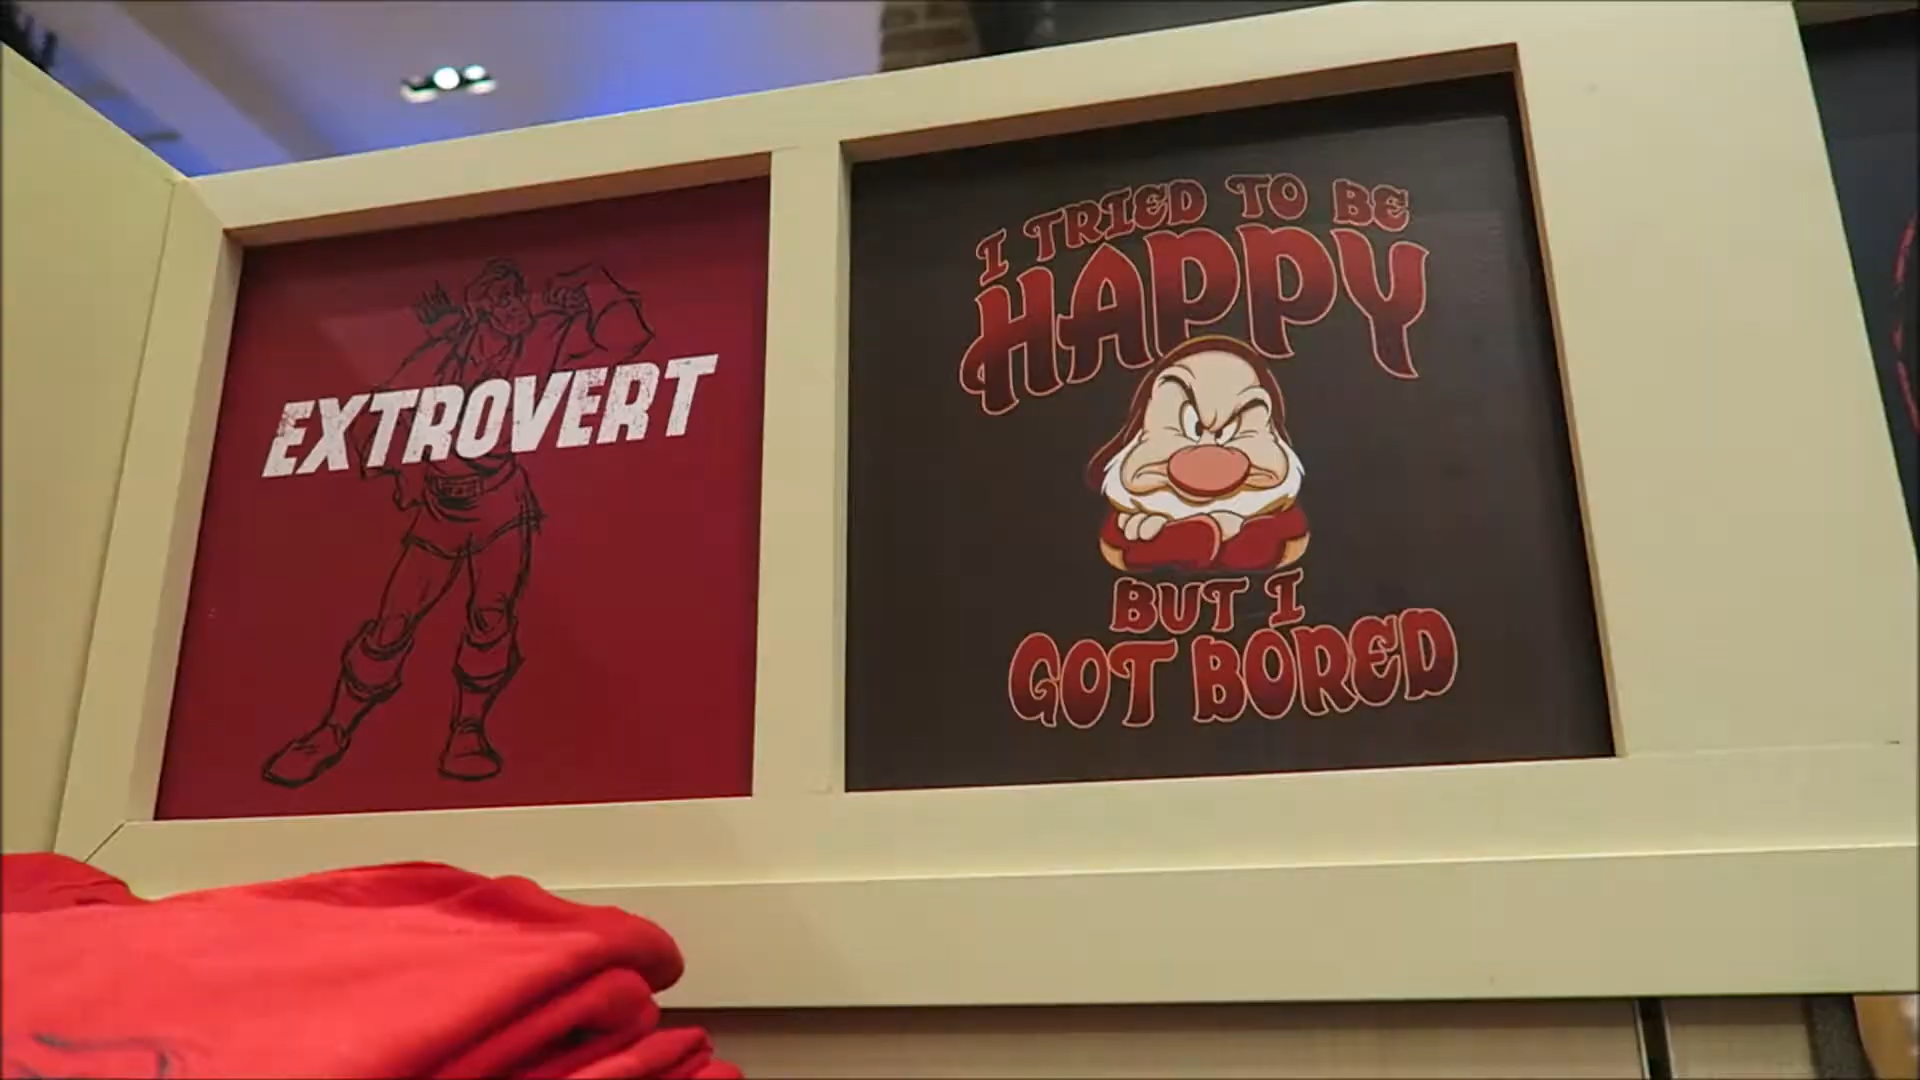 EXTROVERT
I TRIED TO BE
HAPPY
BUT I
GOT BORED